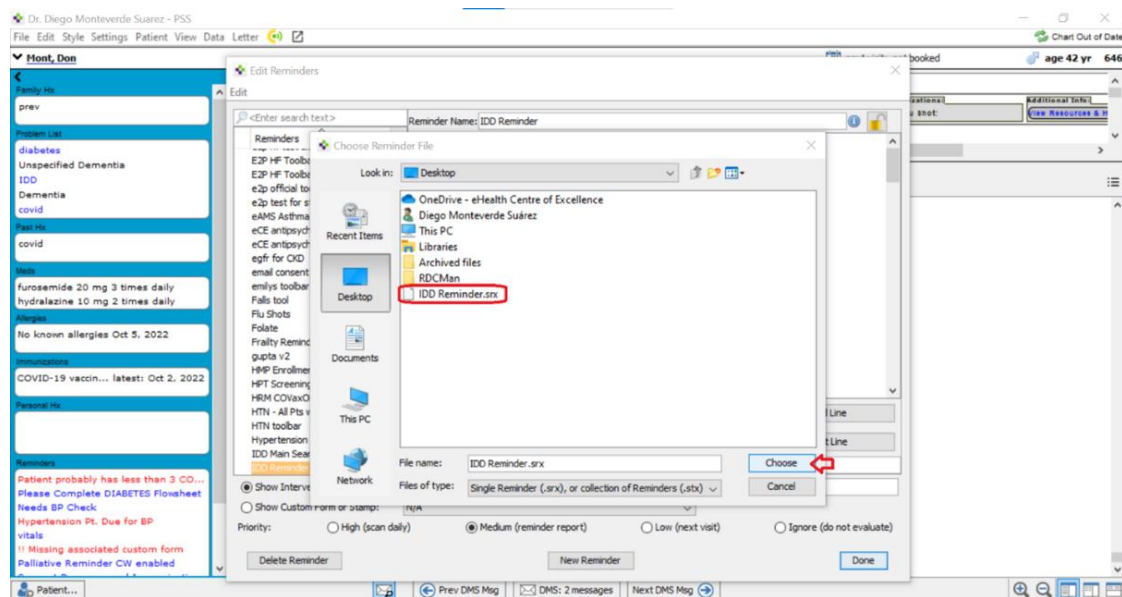 Dr. Diego Monteverde Suarez - PSS
File Edit Style Settings Patient View Data Letter
Chart Out of Date
Mont, Don
booked
age 42 yr 646
Family Hx
prev
Problem List
diabetes
Unspecified Dementia
IDD
Dementia
covid
Past Hx
covid
Meds
furosemide 20 mg 3 times daily
hydralazine 10 mg 2 times daily
Allergies
No known allergies Oct 5, 2022
Immunizations
COVID-19 vaccin... latest: Oct 2, 2022
Personal Hx
Reminders
Patient probably has less than 3 CO...
Please Complete DIABETES Flowsheet
Needs BP Check
Hypertension Pt. Due for BP
vitals
!! Missing associated custom form
Palliative Reminder CW enabled
Edit Reminders
Edit
<Enter search text>
Reminder Name: IDD Reminder
Reminders
E2P HF Toolba
E2P HF Toolba
e2p official to
e2p test for s
eAMS Asthma
eCE antipsych
eCE antipsych
egfr for CKD
email consent
emilys toolbar
Falls tool
Flu Shots
Folate
Frailty Remind
gupta v2
HMP Enrollmer
HPT Screening
HRM COVaxO
HTN - All Pts v
HTN toolbar
Hypertension
IDD Main Sear
IDD Reminder
Choose Reminder File
Look in: Desktop
Recent Items
Desktop
Documents
This PC
Network
OneDrive - eHealth Centre of Excellence
Diego Monteverde Suárez
This PC
Libraries
Archived files
RDCMan
IDD Reminder.srx
File name: IDD Reminder.srx
Choose
Files of type: Single Reminder (.srx), or collection of Reminders (.stx)
Cancel
Line
t Line
Show Interve
Show Custom Form or Stamp: N/A
Priority: High (scan daily) Medium (reminder report) Low (next visit) Ignore (do not evaluate)
Delete Reminder
New Reminder
Done
Additional Info:
View Resources & H
shot:
Patient...
Prev DMS Msg
DMS: 2 messages
Next DMS Msg